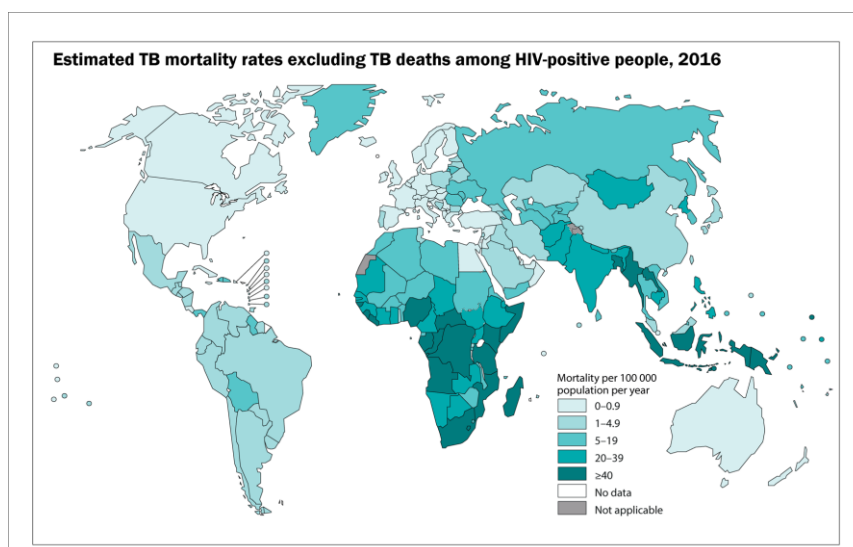 Estimated TB mortality rates excluding TB deaths among HIV-positive people, 2016
Mortality per 100 000
population per year
0–0.9
1–4.9
5–19
20–39
≥40
No data
Not applicable